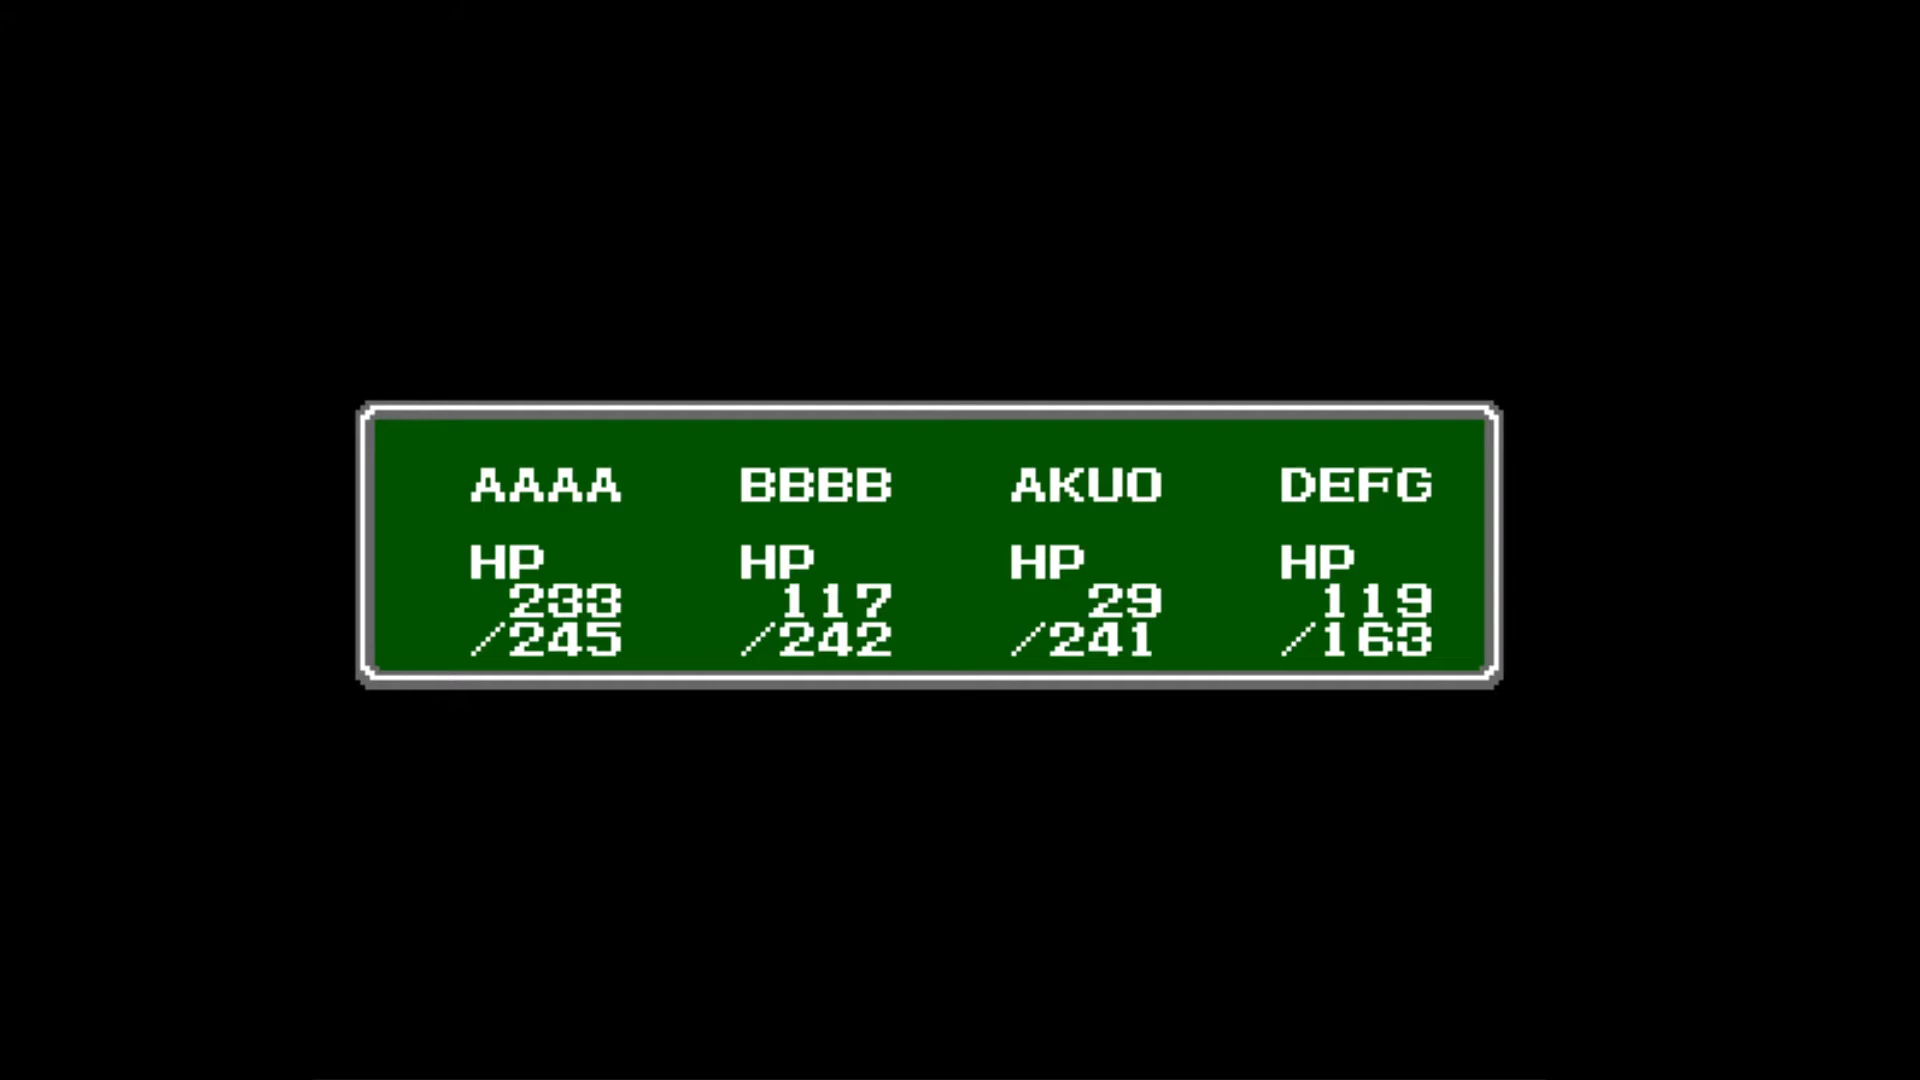 AAAA BBBB AKUO DEFG
HP HP HP HP
233 117 29 119
/245 /242 /241 /163